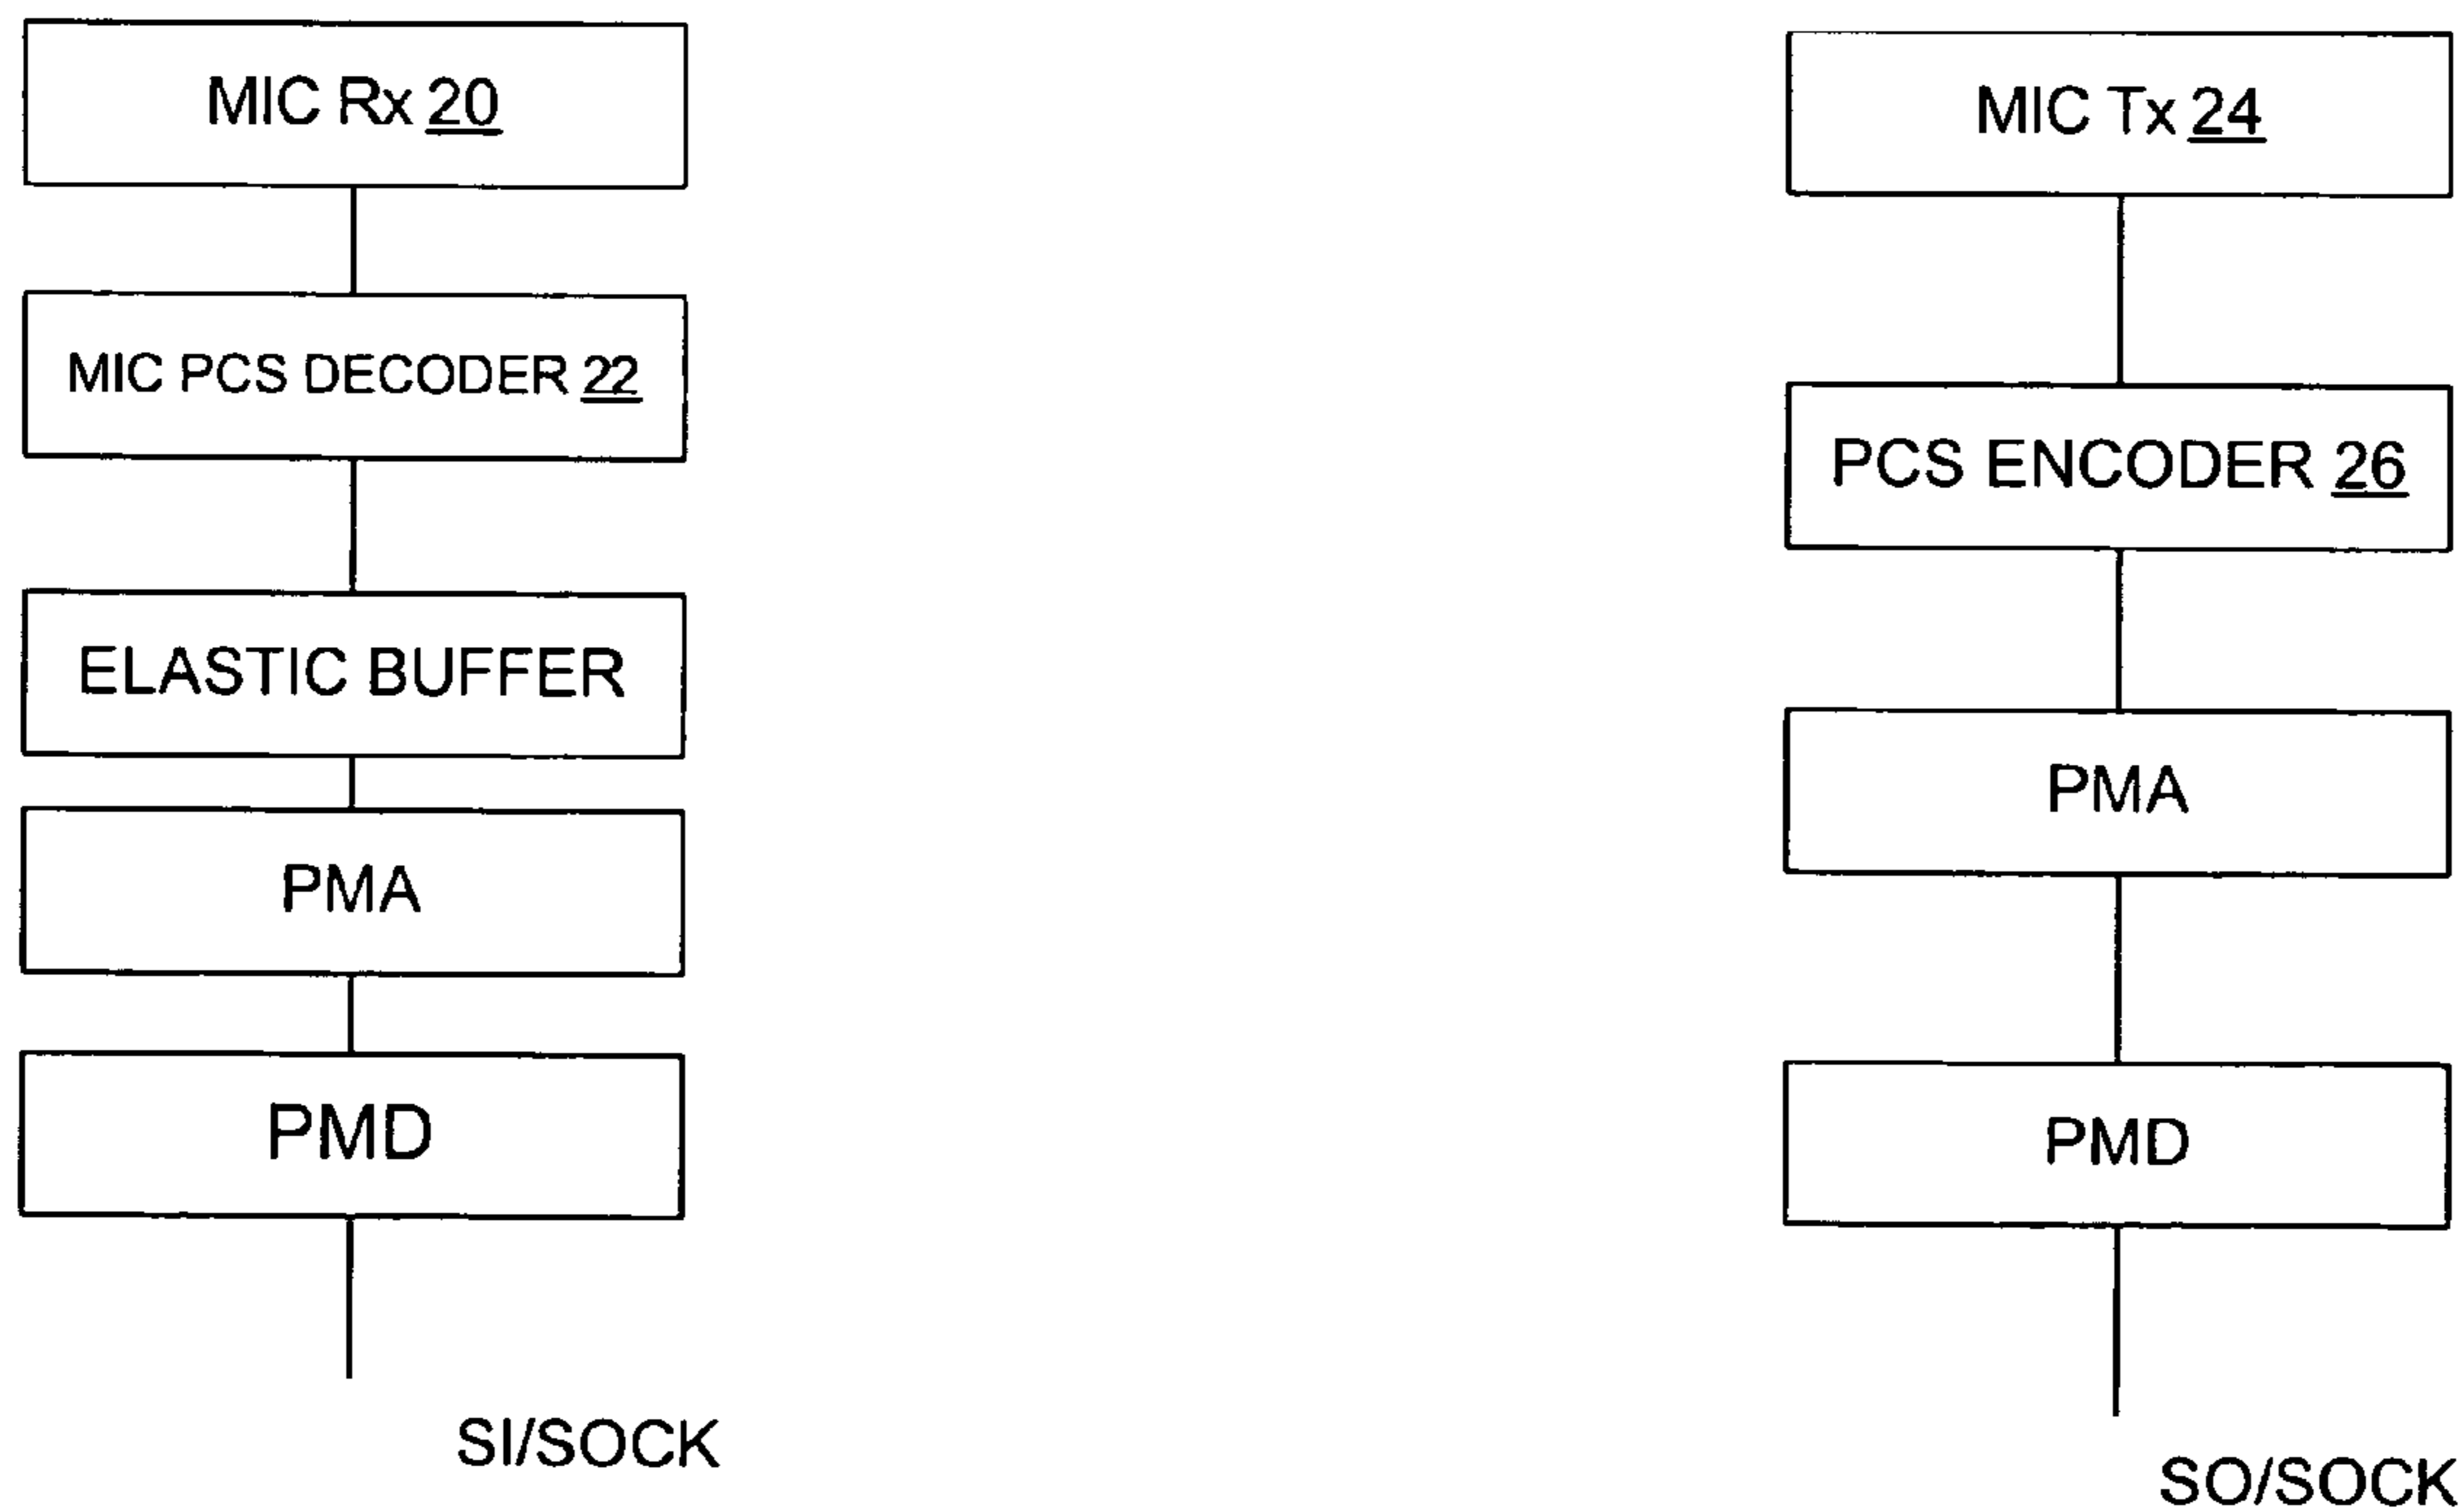 MIC Rx 20
MIC PCS DECODER 22
ELASTIC BUFFER
PMA
PMD
SI/SOCK
MIC Tx 24
PCS ENCODER 26
PMA
PMD
SO/SOCK